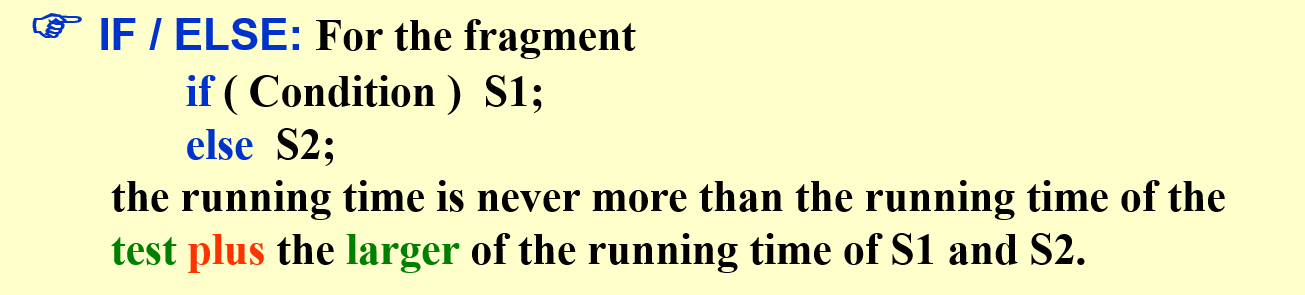 IF / ELSE: For the fragment
if ( Condition ) S1;
else S2;
the running time is never more than the running time of the
test plus the larger of the running time of S1 and S2.